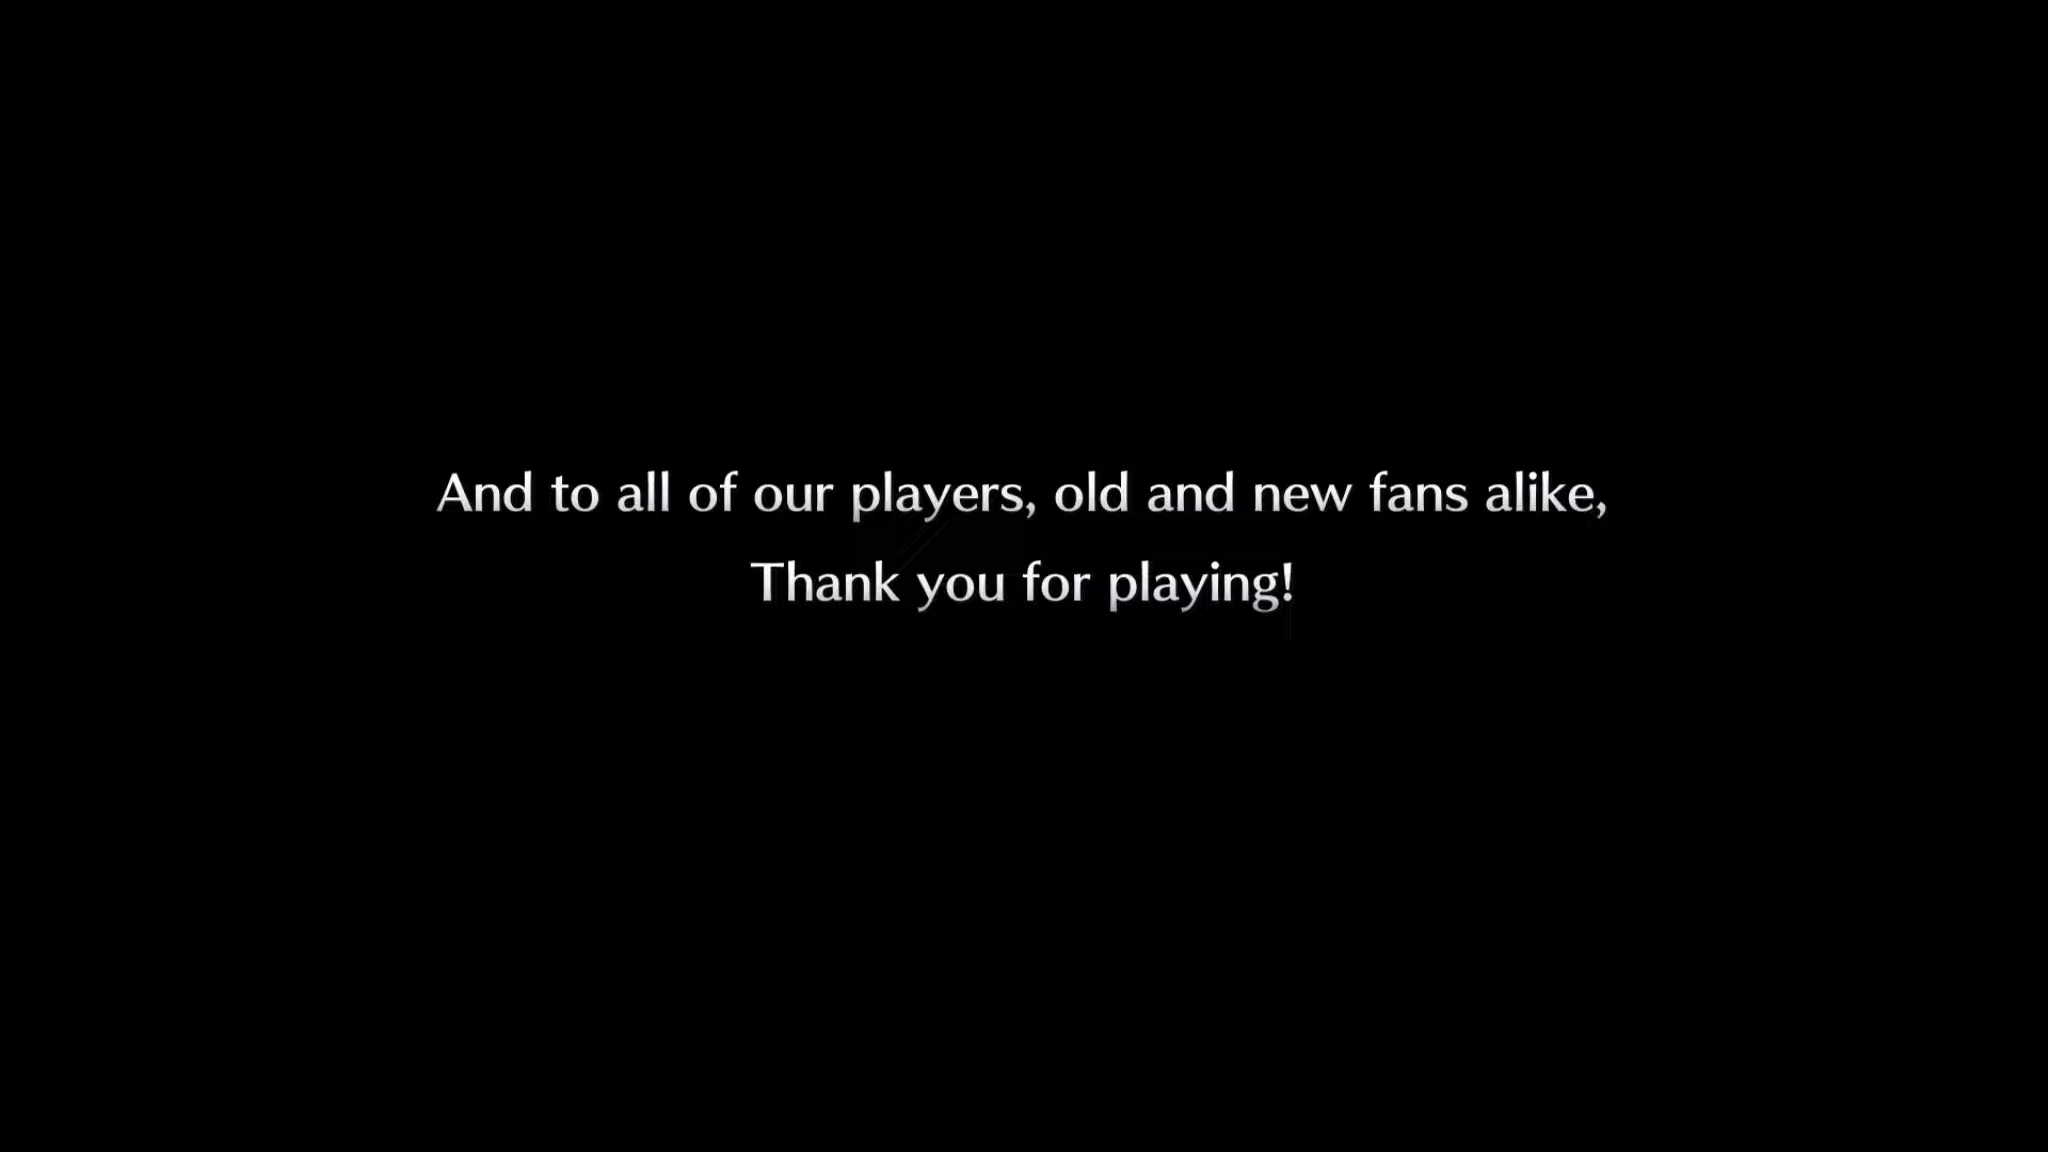 And to all of our players, old and new fans alike,
Thank you for playing!